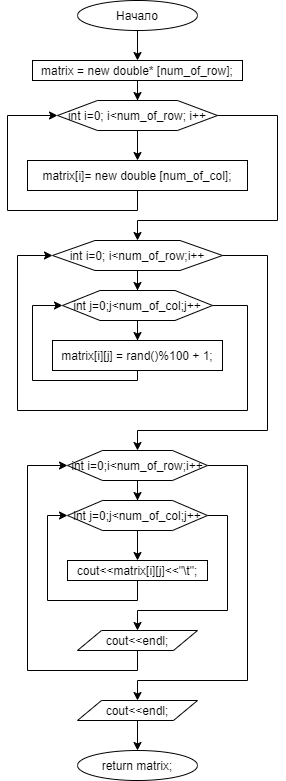 Начало
matrix = new double* [num_of_row];
int i=0; i<num_of_row; i++
matrix[i]= new double [num_of_col];
int i=0; i<num_of_row;i++
int j=0;j<num_of_col;j++
matrix[i][j] = rand()%100 + 1;
int i=0;i<num_of_row;i++
int j=0;j<num_of_col;j++
cout<<matrix[i][j]<<"\t";
cout<<endl;
cout<<endl;
return matrix;